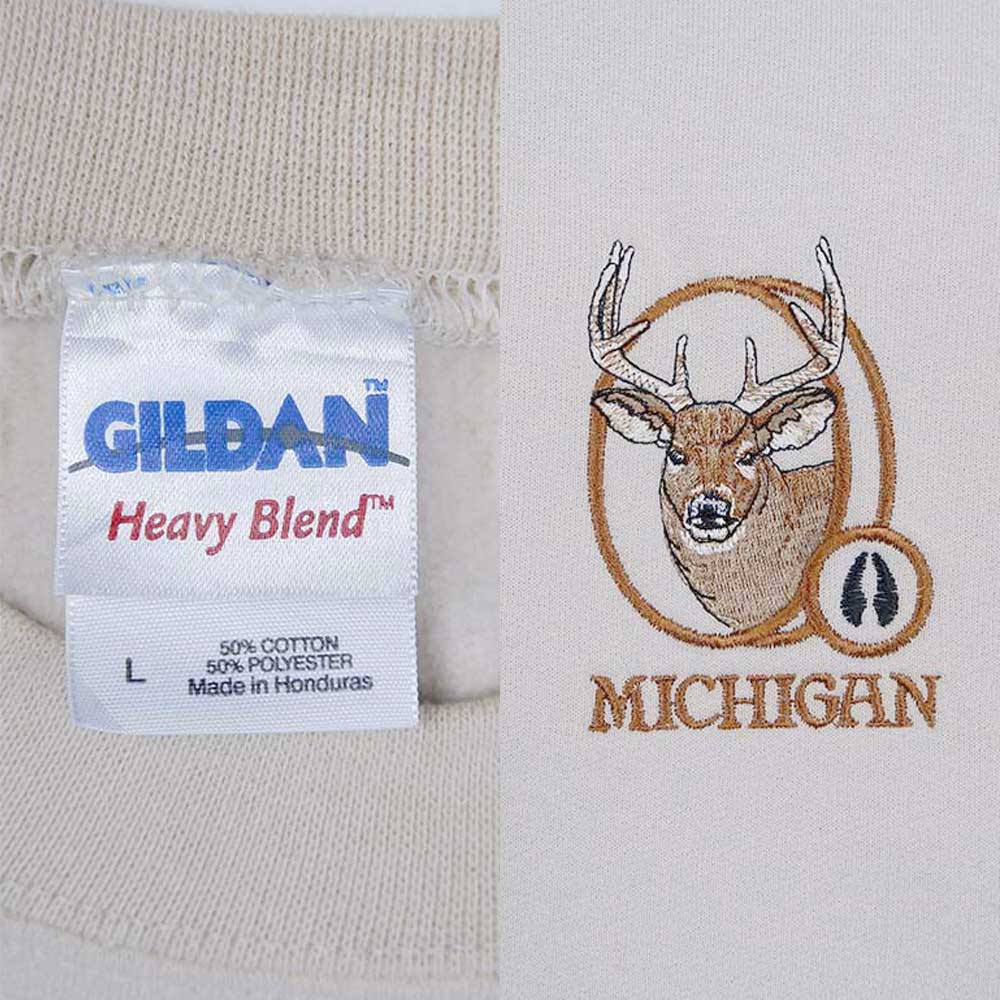 GILDAN™
Heavy Blend™
L
50% COTTON
50% POLYESTER
Made in Honduras
MICHIGAN